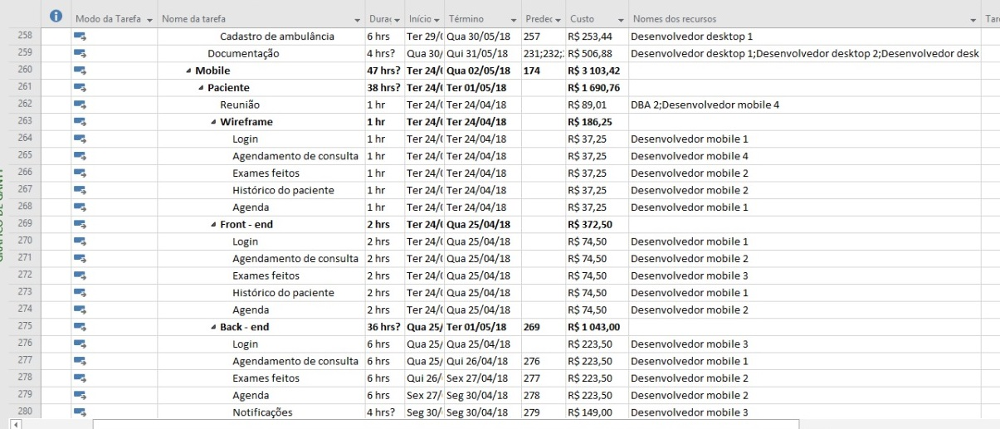 Modo da Tarefa Nome da tarefa Durac Início Término Predec Custo Nomes dos recursos Tar
258 Cadastro de ambulância 6 hrs Ter 29/0 Qua 30/05/18 257 R$ 253,44 Desenvolvedor desktop 1
259 Documentação 4 hrs? Qua 30/ Qui 31/05/18 231;232; R$ 506,88 Desenvolvedor desktop 1;Desenvolvedor desktop 2;Desenvolvedor desk
260 Mobile 47 hrs? Ter 24/0 Qua 02/05/18 174 R$ 3 103,42
261 Paciente 38 hrs? Ter 24/0 Ter 01/05/18 R$ 1 690,76
262 Reunião 1 hr Ter 24/0 Ter 24/04/18 R$ 89,01 DBA 2;Desenvolvedor mobile 4
263 Wireframe 1 hr Ter 24/0 Ter 24/04/18 R$ 186,25
264 Login 1 hr Ter 24/0 Ter 24/04/18 R$ 37,25 Desenvolvedor mobile 1
265 Agendamento de consulta 1 hr Ter 24/0 Ter 24/04/18 R$ 37,25 Desenvolvedor mobile 4
266 Exames feitos 1 hr Ter 24/0 Ter 24/04/18 R$ 37,25 Desenvolvedor mobile 2
267 Histórico do paciente 1 hr Ter 24/0 Ter 24/04/18 R$ 37,25 Desenvolvedor mobile 2
268 Agenda 1 hr Ter 24/0 Ter 24/04/18 R$ 37,25 Desenvolvedor mobile 1
269 Front - end 2 hrs Ter 24/0 Qua 25/04/18 R$ 372,50
270 Login 2 hrs Ter 24/0 Qua 25/04/18 R$ 74,50 Desenvolvedor mobile 1
271 Agendamento de consulta 2 hrs Ter 24/0 Qua 25/04/18 R$ 74,50 Desenvolvedor mobile 2
272 Exames feitos 2 hrs Ter 24/0 Qua 25/04/18 R$ 74,50 Desenvolvedor mobile 3
273 Histórico do paciente 2 hrs Ter 24/0 Qua 25/04/18 R$ 74,50 Desenvolvedor mobile 1
274 Agenda 2 hrs Ter 24/0 Qua 25/04/18 R$ 74,50 Desenvolvedor mobile 2
275 Back - end 36 hrs? Qua 25/ Ter 01/05/18 269 R$ 1 043,00
276 Login 6 hrs Qua 25/ Qua 25/04/18 R$ 223,50 Desenvolvedor mobile 3
277 Agendamento de consulta 6 hrs Qua 25/ Qui 26/04/18 276 R$ 223,50 Desenvolvedor mobile 1
278 Exames feitos 6 hrs Qui 26/ Sex 27/04/18 277 R$ 223,50 Desenvolvedor mobile 2
279 Agenda 6 hrs Sex 27/ Seg 30/04/18 278 R$ 223,50 Desenvolvedor mobile 2
280 Notificações 4 hrs? Seg 30/ Seg 30/04/18 279 R$ 149,00 Desenvolvedor mobile 3